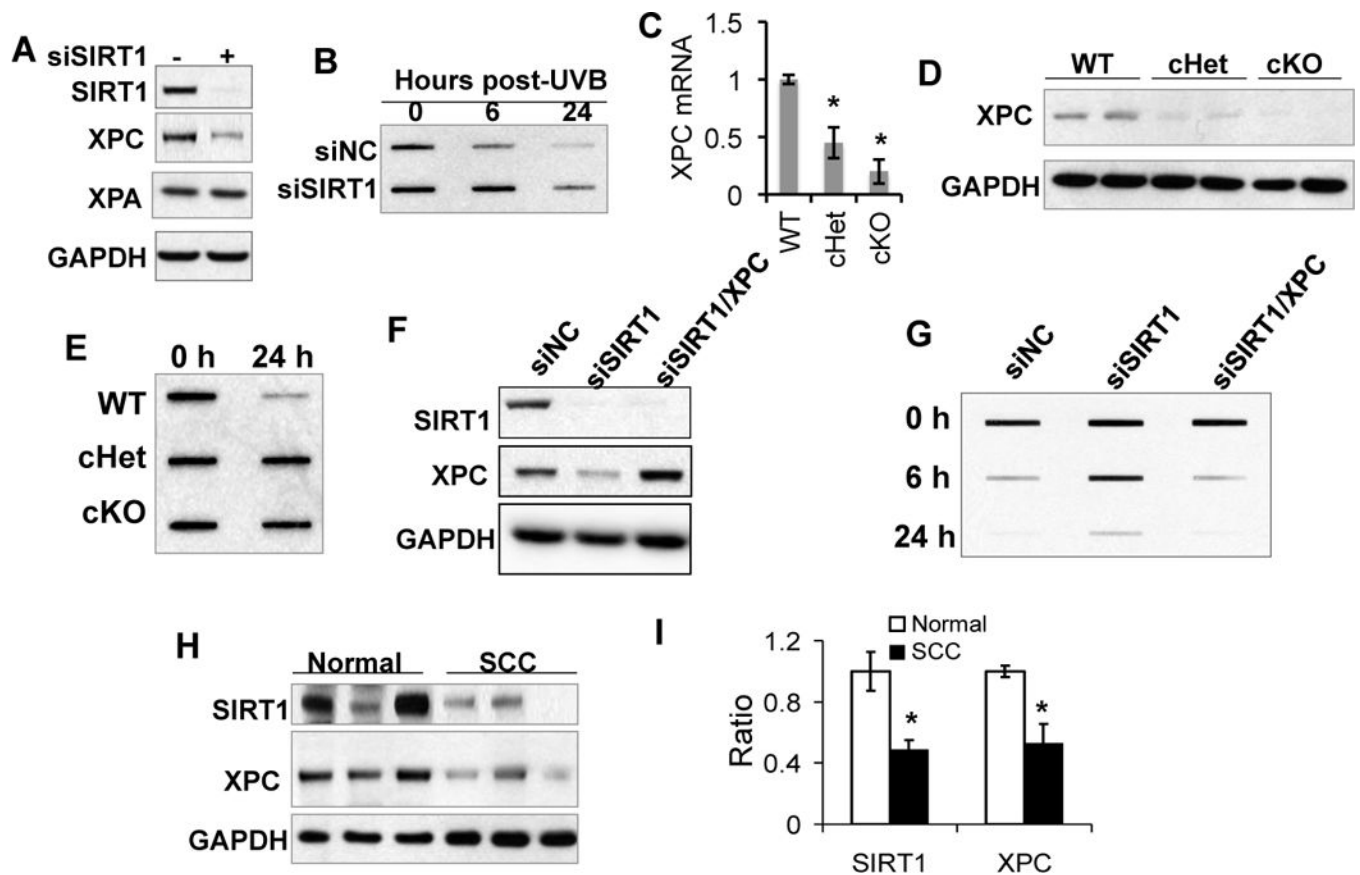 A
siSIRT1 - +
SIRT1
XPC
XPA
GAPDH
B
Hours post-UVB
0 6 24
siNC
siSIRT1
C
XPC mRNA
1.5
1
0.5
0
* *
WT cHet cKO
D
WT cHet cKO
XPC
GAPDH
E
0 h 24 h
WT
cHet
cKO
F
siNC siSIRT1 siSIRT1/XPC
SIRT1
XPC
GAPDH
G
siNC siSIRT1 siSIRT1/XPC
0 h
6 h
24 h
H
Normal SCC
SIRT1
XPC
GAPDH
I
Normal
SCC
Ratio
1.2
0.8
0.4
0
* *
SIRT1 XPC